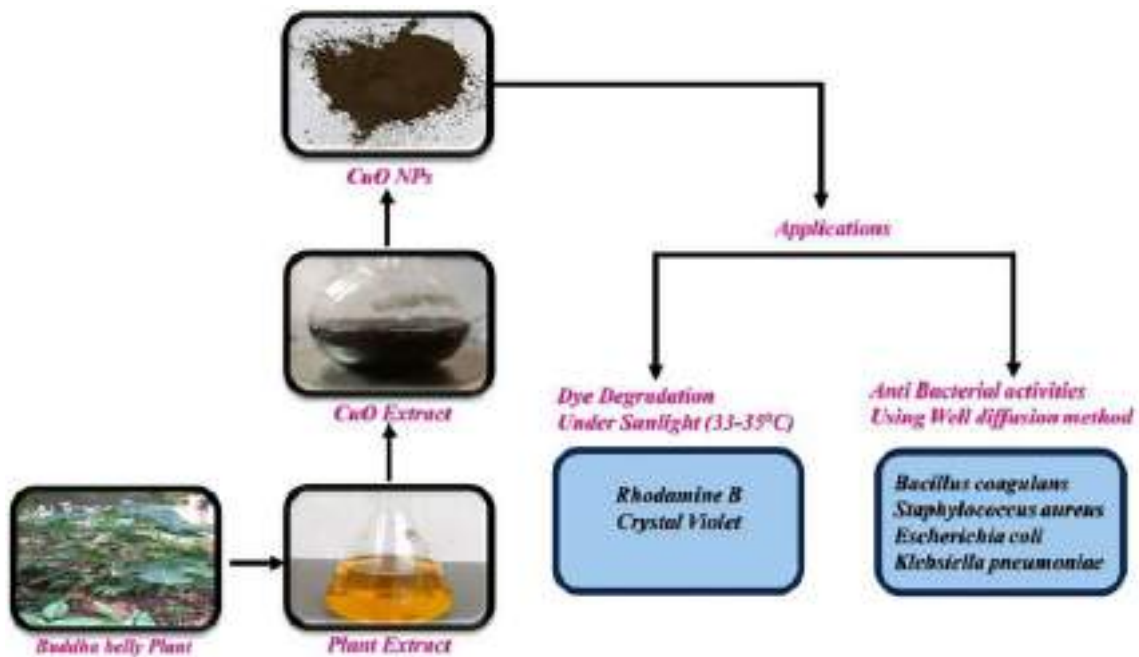 CuO NPs
Applications
CuO Extract
Dye Degradation
Under Sunlight (33-35°C)
Anti Bacterial activities
Using Well diffusion method
Rhodamine B
Crystal Violet
Bacillus coagulans
Staphylococcus aureus
Escherichia coli
Klebsiella pneumoniae
Buddha belly Plant
Plant Extract